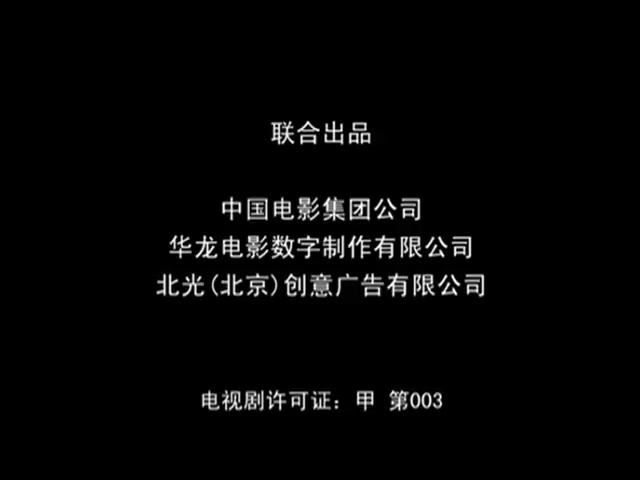 联合出品
中国电影集团公司
华龙电影数字制作有限公司
北光(北京)创意广告有限公司
电视剧许可证：甲 第003